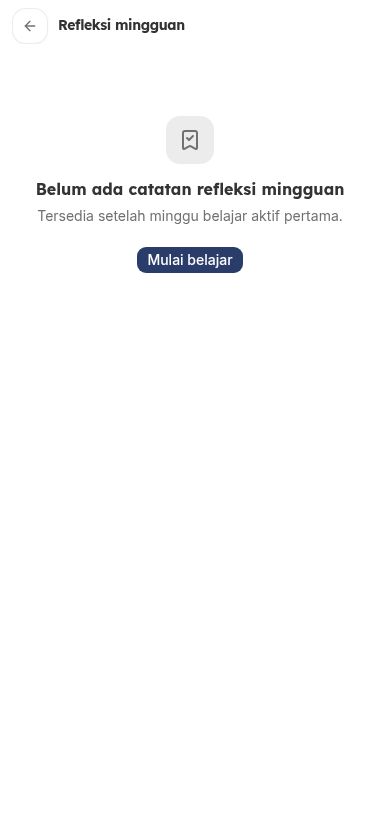 Refleksi mingguan
Belum ada catatan refleksi mingguan
Tersedia setelah minggu belajar aktif pertama.
Mulai belajar